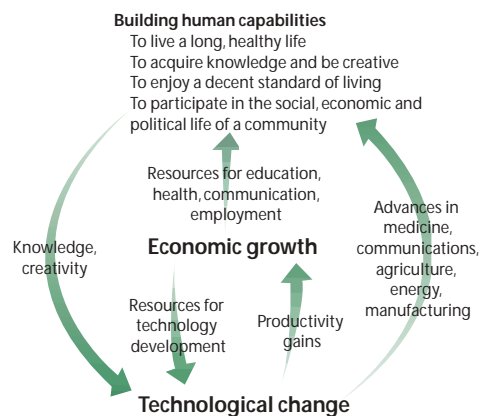 Building human capabilities
To live a long, healthy life
To acquire knowledge and be creative
To enjoy a decent standard of living
To participate in the social, economic and
political life of a community
Resources for education,
health, communication,
employment
Economic growth
Knowledge,
creativity
Advances in
medicine,
communications,
agriculture,
energy,
manufacturing
Resources for
technology
development
Productivity
gains
Technological change